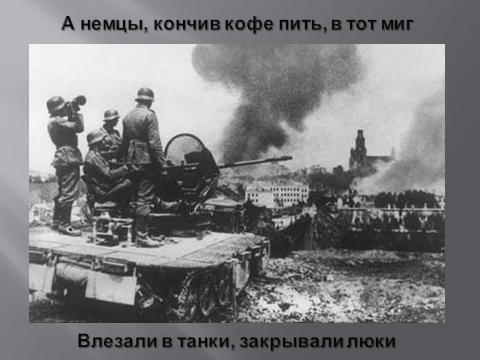 А немцы, кончив кофе пить, в тот миг
Влезали в танки, закрывали люки